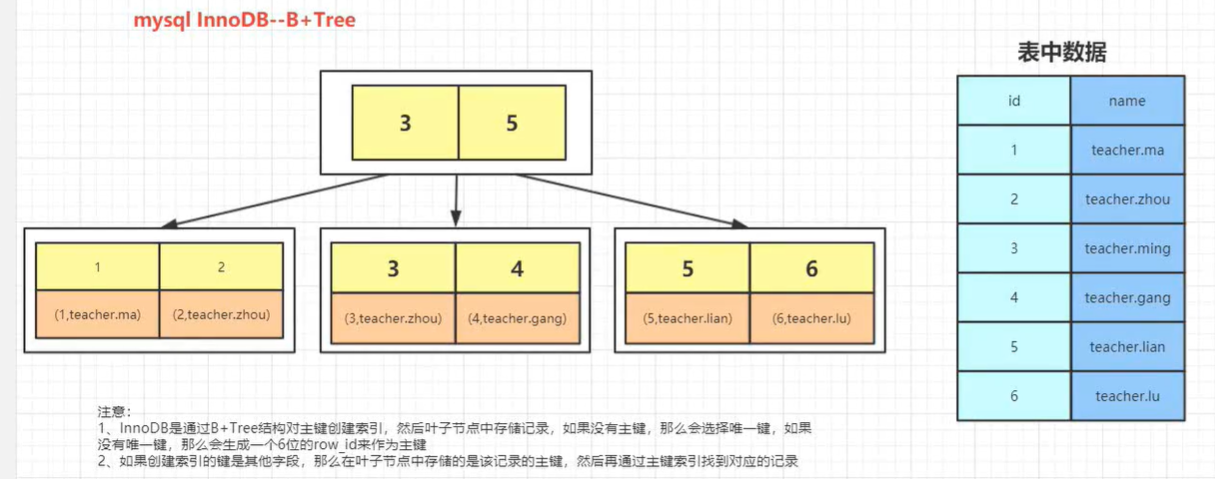 mysql InnoDB--B+Tree
3 5
1 2
(1,teacher.ma) (2,teacher.zhou)
3 4
(3,teacher.zhou) (4,teacher.gang)
5 6
(5,teacher.lian) (6,teacher.lu)
表中数据
id name
1 teacher.ma
2 teacher.zhou
3 teacher.ming
4 teacher.gang
5 teacher.lian
6 teacher.lu
注意：
1、InnoDB是通过B+Tree结构对主键创建索引，然后叶子节点中存储记录，如果没有主键，那么会选择唯一键，如果
没有唯一键，那么会生成一个6位的row_id来作为主键
2、如果创建索引的键是其他字段，那么在叶子节点中存储的是该记录的主键，然后再通过主键索引找到对应的记录